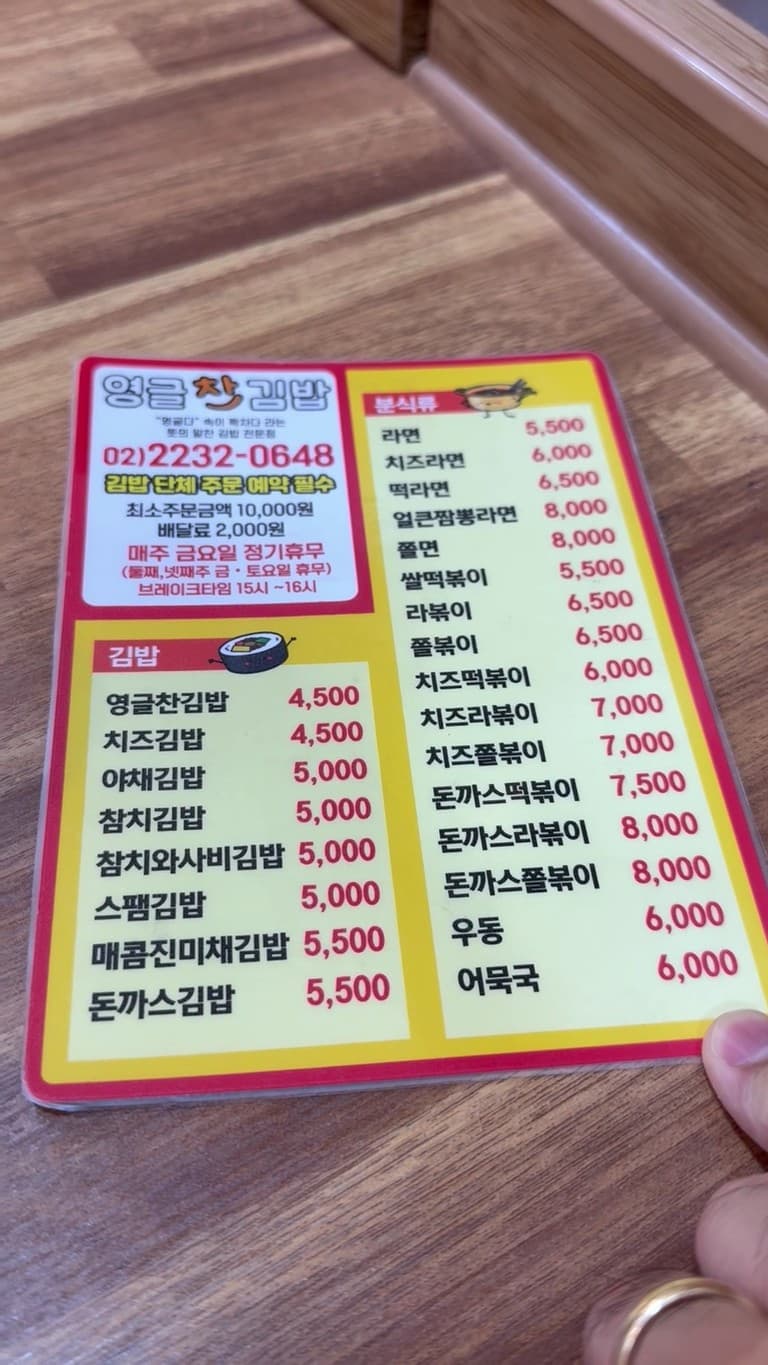 영글찬김밥
"영글다" 속이 꽉차다 라는
뜻의 알찬 김밥 전문점
02)2232-0648
김밥 단체 주문 예약 필수
최소주문금액 10,000원
배달료 2,000원
매주 금요일 정기휴무
(둘째,넷째주 금·토요일 휴무)
브레이크타임 15시 ~16시
김밥
영글찬김밥 4,500
치즈김밥 4,500
야채김밥 5,000
참치김밥 5,000
참치와사비김밥 5,000
스팸김밥 5,000
매콤진미채김밥 5,500
돈까스김밥 5,500
분식류
라면 5,500
치즈라면 6,000
떡라면 6,500
얼큰짬뽕라면 8,000
쫄면 8,000
쌀떡볶이 5,500
라볶이 6,500
쫄볶이 6,500
치즈떡볶이 6,000
치즈라볶이 7,000
치즈쫄볶이 7,000
돈까스떡볶이 7,500
돈까스라볶이 8,000
돈까스쫄볶이 8,000
우동 6,000
어묵국 6,000